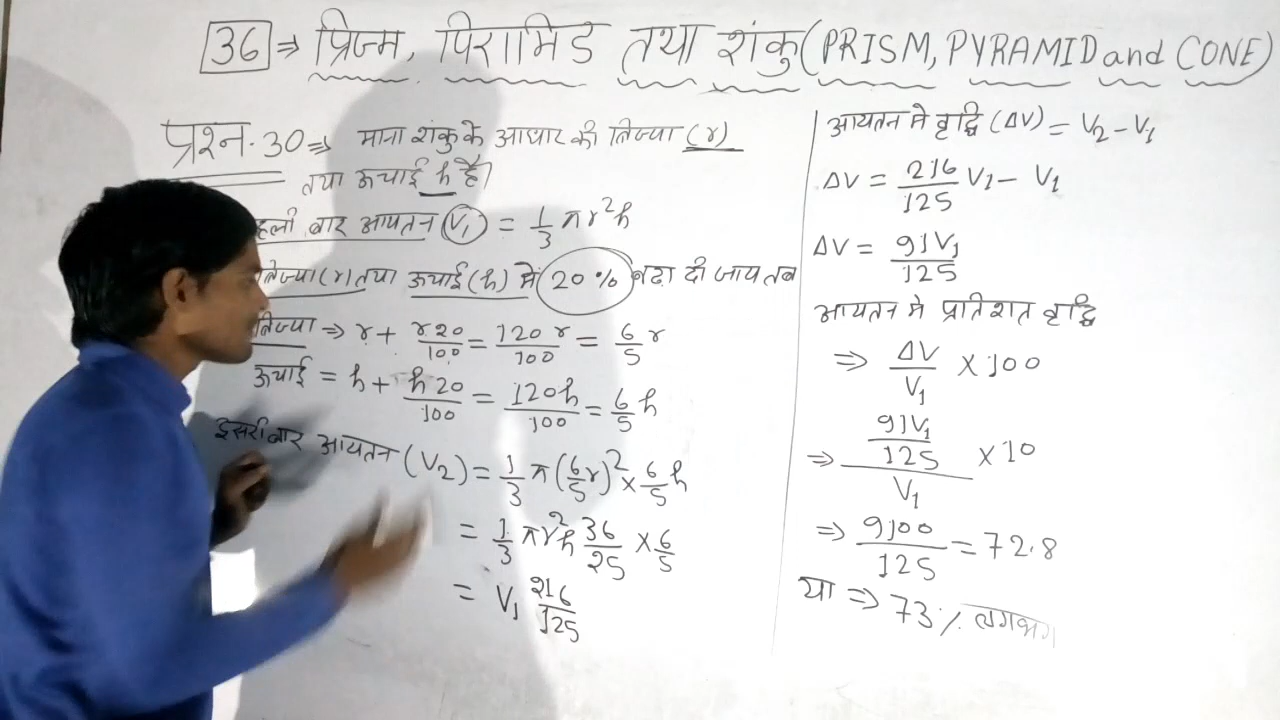 36 ⇒ प्रिज्म, पिरामिड तथा शंकु (PRISM, PYRAMID and CONE)
प्रश्न.30 ⇒ माना शंकु के आधार की त्रिज्या (r)
तथा ऊचाई h है।
हली बार आयतन (V₁) = 1/3 πr²h
त्रिज्या (r) तथा ऊचाई (h) में 20% बढ़ा दी जाय तब
त्रिज्या ⇒ r + r20/100 = 120r/100 = 6/5 r
ऊचाई = h + h20/100 = 120h/100 = 6/5 h
दूसरी बार आयतन (V₂) = 1/3 π(6/5 r)² × 6/5 h
= 1/3 πr²h 36/25 × 6/5
= V₁ 216/125
आयतन मे वृद्धि (ΔV) = V₂ – V₁
ΔV = 216/125 V₁ – V₁
ΔV = 91V₁/125
आयतन मे प्रतिशत वृद्धि
⇒ ΔV/V₁ × 100
⇒ 91V₁/125/V₁ × 10
⇒ 9100/125 = 72.8
या ⇒ 73% लगभग